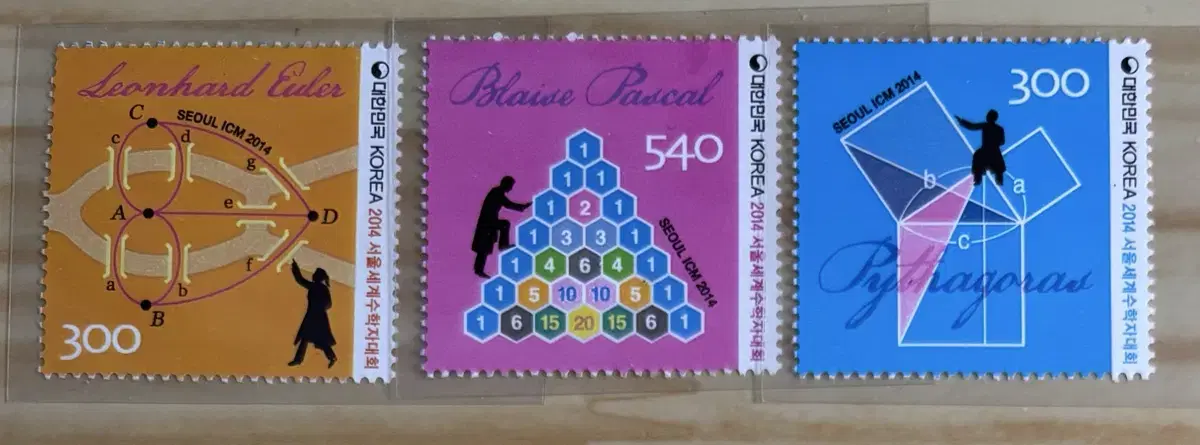 Leonhard Euler
C
SEOUL ICM 2014
c
d
g
A
e
D
f
a
b
B
300
대한민국 KOREA 2014 서울세계수학자대회
Blaise Pascal
540
1
1 1
1 2 1
1 3 3 1
1 4 6 4 1
1 5 10 10 5 1
1 6 15 20 15 6 1
SEOUL ICM 2014
대한민국 KOREA 2014 서울세계수학자대회
300
SEOUL ICM 2014
b
a
c
Pythagoras
대한민국 KOREA 2014 서울세계수학자대회